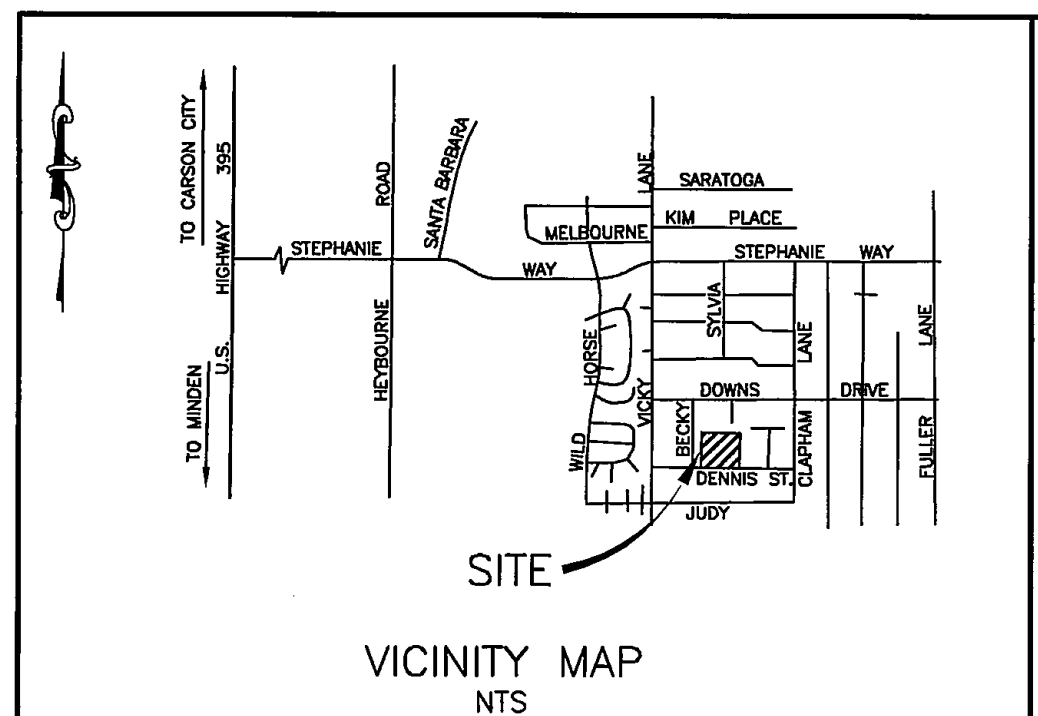 TO CARSON CITY
TO MINDEN
U.S. HIGHWAY 395
HEYBOURNE ROAD
SANTA BARBARA
STEPHANIE WAY
MELBOURNE
WILD HORSE
VICKY LANE
SARATOGA
KIM PLACE
STEPHANIE WAY
SYLVIA
CLAPHAM LANE
DOWNS DRIVE
BECKY
DENNIS ST.
JUDY
FULLER LANE
SITE
VICINITY MAP
NTS